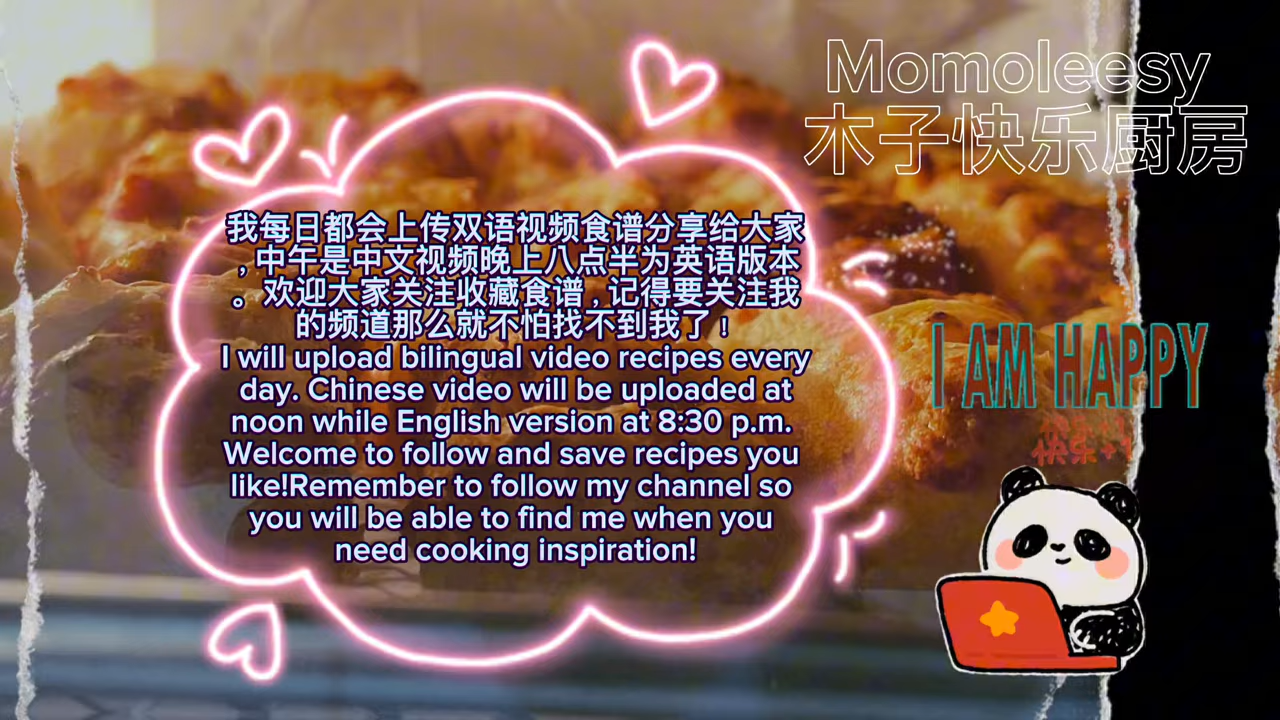 Momoleesy
木子快乐厨房
我每日都会上传双语视频食谱分享给大家
,中午是中文视频晚上八点半为英语版本
。欢迎大家关注收藏食谱,记得要关注我
的频道那么就不怕找不到我了!
I will upload bilingual video recipes every
day. Chinese video will be uploaded at
noon while English version at 8:30 p.m.
Welcome to follow and save recipes you
like!Remember to follow my channel so
you will be able to find me when you
need cooking inspiration!
I AM HAPPY
快乐+1